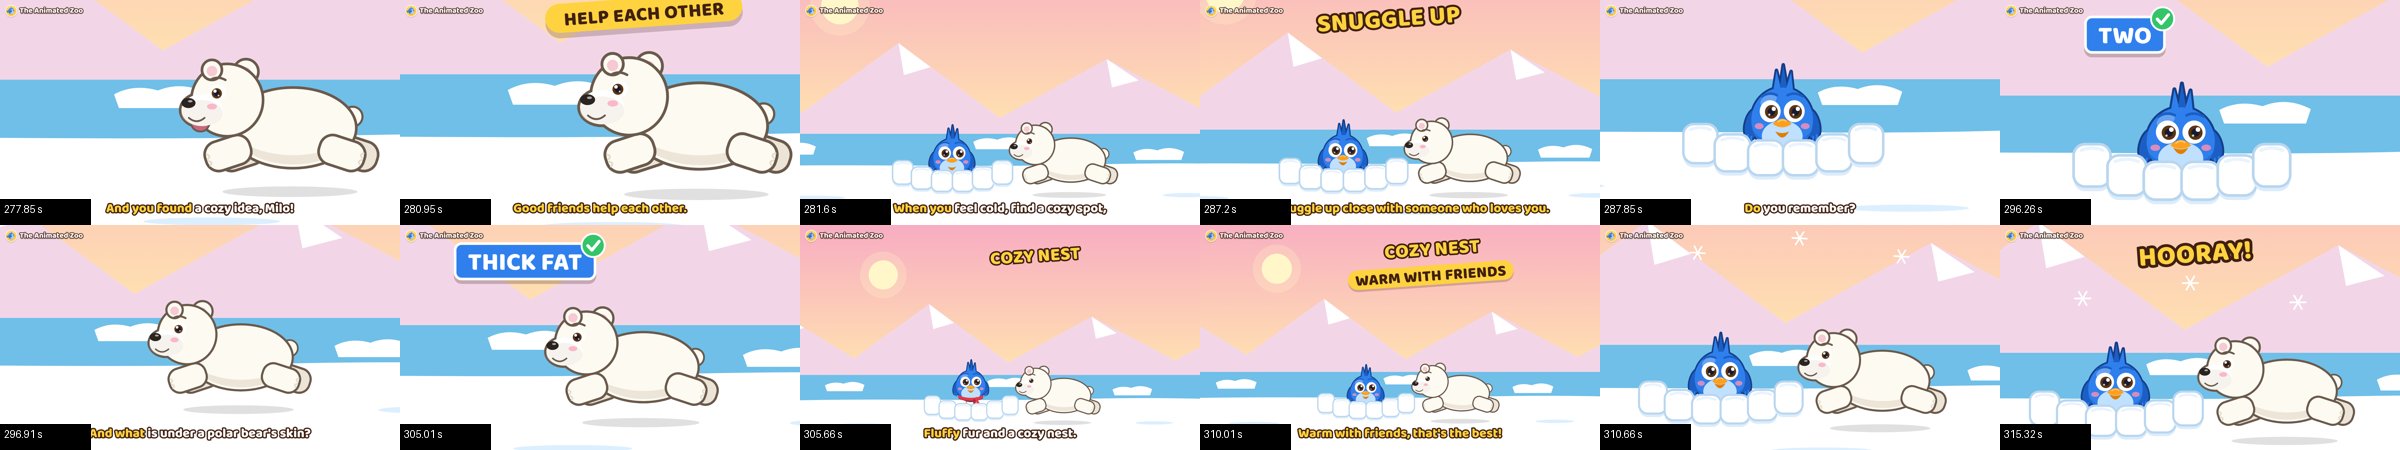 The Animated Zoo
277.85 s
And you found a cozy idea, Milo!
The Animated Zoo
HELP EACH OTHER
280.95 s
Good friends help each other.
The Animated Zoo
281.6 s
When you feel cold, find a cozy spot,
The Animated Zoo
SNUGGLE UP
287.2 s
uggle up close with someone who loves you.
The Animated Zoo
287.85 s
Do you remember?
The Animated Zoo
TWO
296.26 s
The Animated Zoo
296.91 s
And what is under a polar bear's skin?
The Animated Zoo
THICK FAT
305.01 s
The Animated Zoo
COZY NEST
305.66 s
Fluffy fur and a cozy nest.
The Animated Zoo
COZY NEST
WARM WITH FRIENDS
310.01 s
Warm with friends, that's the best!
The Animated Zoo
310.66 s
The Animated Zoo
HOORAY!
315.32 s